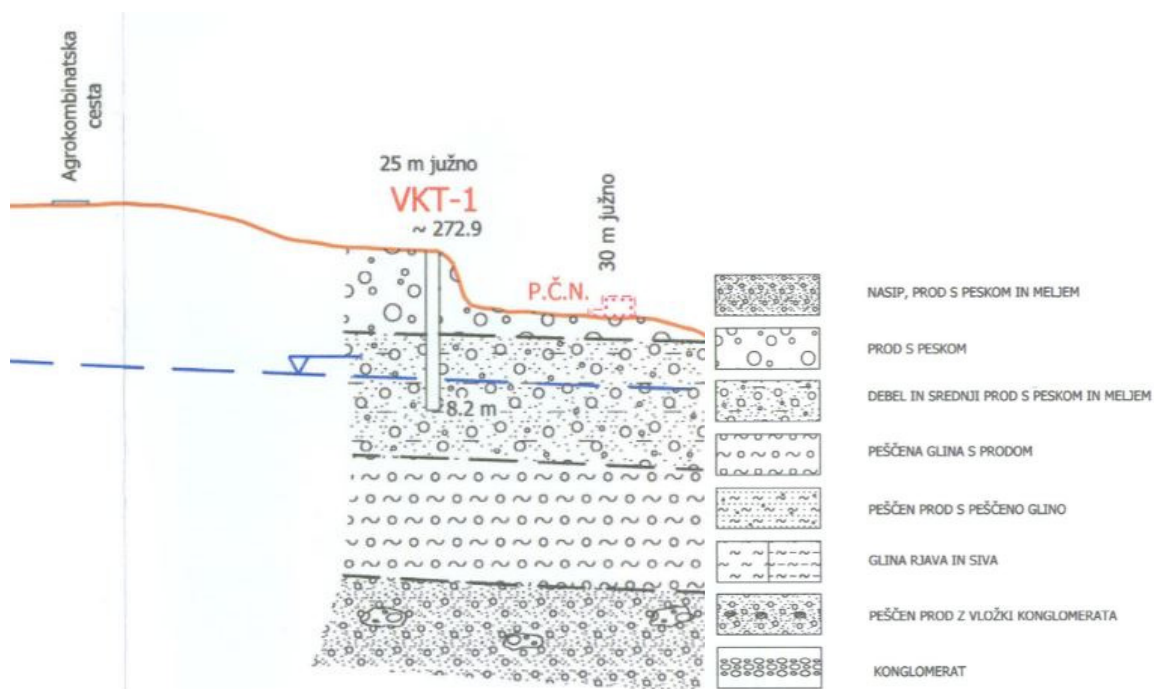 Agrokombinatska
cesta
25 m južno
VKT-1
~ 272.9
30 m južno
P.Č.N.
8.2 m
NASIP, PROD S PESKOM IN MELJEM
PROD S PESKOM
DEBEL IN SREDNJI PROD S PESKOM IN MELJEM
PEŠČENA GLINA S PRODOM
PEŠČEN PROD S PEŠČENO GLINO
GLINA RJAVA IN SIVA
PEŠČEN PROD Z VLOŽKI KONGLOMERATA
KONGLOMERAT